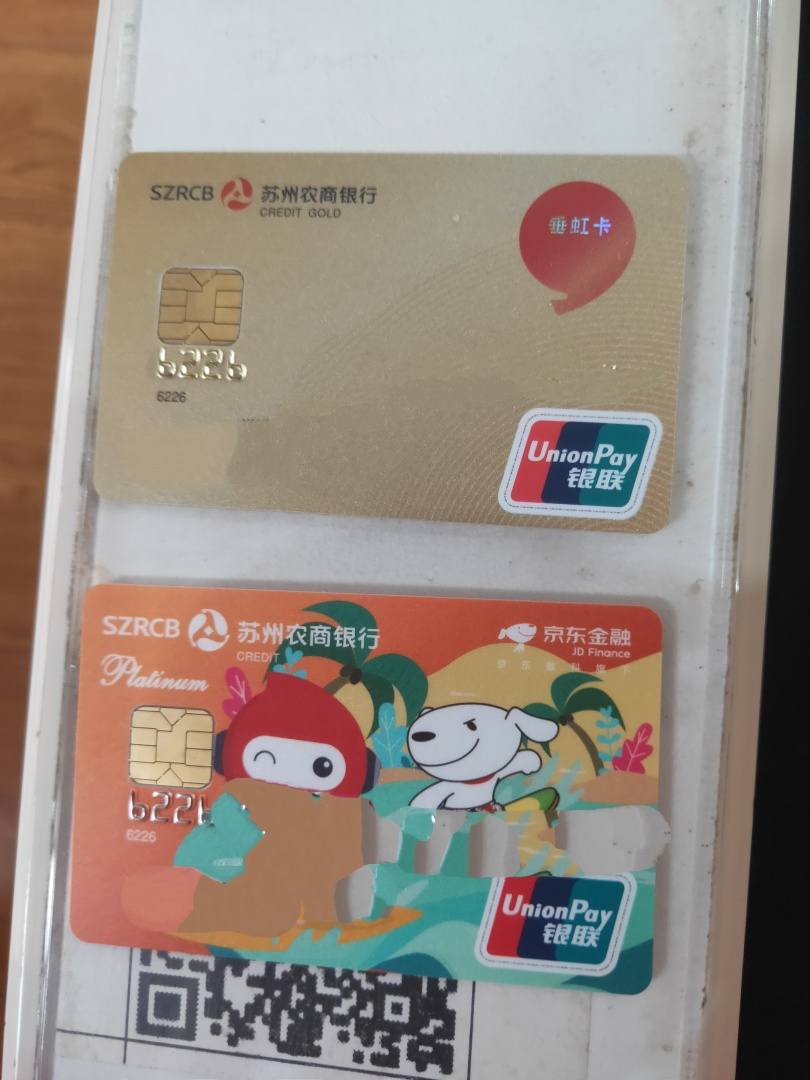 SZRCB 苏州农商银行
CREDIT GOLD
垂虹卡
6226
6226
UnionPay
银联
SZRCB 苏州农商银行
CREDIT
Platinum
京东金融
JD Finance
6226
6226
UnionPay
银联